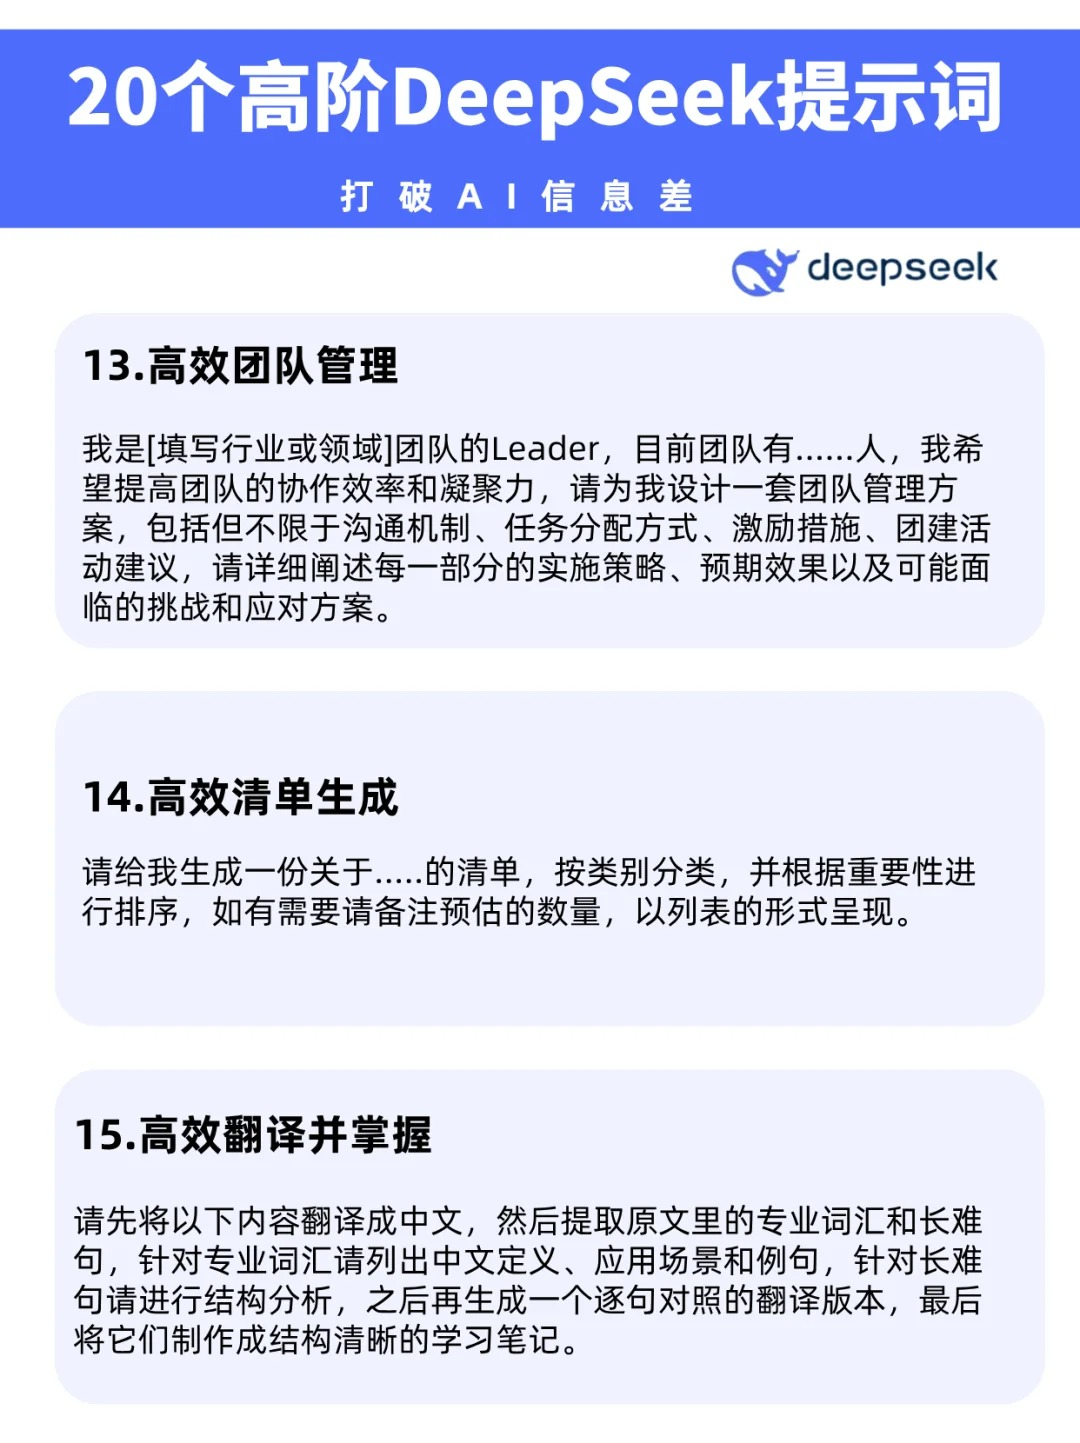 20个高阶DeepSeek提示词
打破AI信息差
deepseek
13.高效团队管理
我是[填写行业或领域]团队的Leader，目前团队有......人，我希
望提高团队的协作效率和凝聚力，请为我设计一套团队管理方
案，包括但不限于沟通机制、任务分配方式、激励措施、团建活
动建议，请详细阐述每一部分的实施策略、预期效果以及可能面
临的挑战和应对方案。
14.高效清单生成
请给我生成一份关于.....的清单，按类别分类，并根据重要性进
行排序，如有需要请备注预估的数量，以列表的形式呈现。
15.高效翻译并掌握
请先将以下内容翻译成中文，然后提取原文里的专业词汇和长难
句，针对专业词汇请列出中文定义、应用场景和例句，针对长难
句请进行结构分析，之后再生成一个逐句对照的翻译版本，最后
将它们制作成结构清晰的学习笔记。